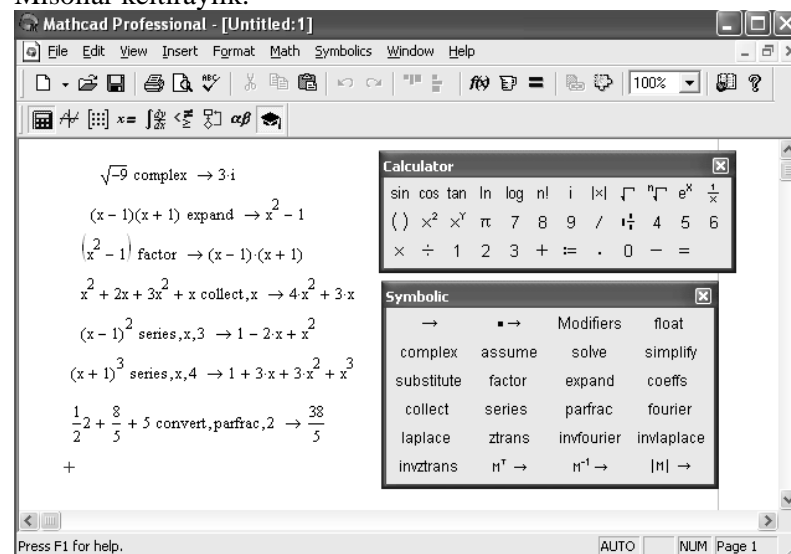 Misollar keltiraylik.
Mathcad Professional - [Untitled:1]
File Edit View Insert Format Math Symbolics Window Help
f(x) = 100% ?
x= ∫ dy/dx <≥ αβ
√-9 complex → 3·i
(x − 1)(x + 1) expand → x² − 1
(x² − 1) factor → (x − 1)·(x + 1)
x² + 2x + 3x² + x collect,x → 4·x² + 3·x
(x − 1)² series,x,3 → 1 − 2·x + x²
(x + 1)³ series,x,4 → 1 + 3·x + 3·x² + x³
1/2 2 + 8/5 + 5 convert,parfrac,2 → 38/5
+
Calculator
sin cos tan ln log n! i |×| √ ⁿ√ eˣ 1/x
( ) ×² ×ʸ π 7 8 9 / 4 5 6
× ÷ 1 2 3 + := . 0 − =
Symbolic
→ ▪→ Modifiers float
complex assume solve simplify
substitute factor expand coeffs
collect series parfrac fourier
laplace ztrans invfourier invlaplace
invztrans Mᵀ → M⁻¹ → |M| →
Press F1 for help. AUTO NUM Page 1